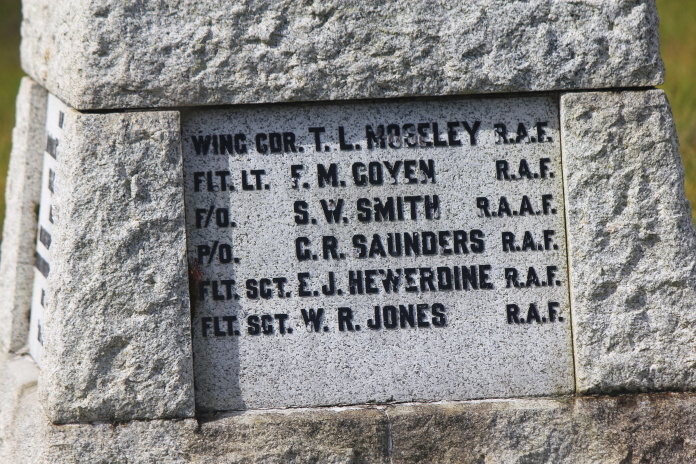 WING CDR. T. L. MOSELEY R.A.F.
FLT. LT. F. M. GOYEN R.A.F.
F/O. S. W. SMITH R.A.A.F.
P/O. C. R. SAUNDERS R.A.F.
FLT. SGT. E. J. HEWERDINE R.A.F.
FLT SGT. W. R. JONES R.A.F.